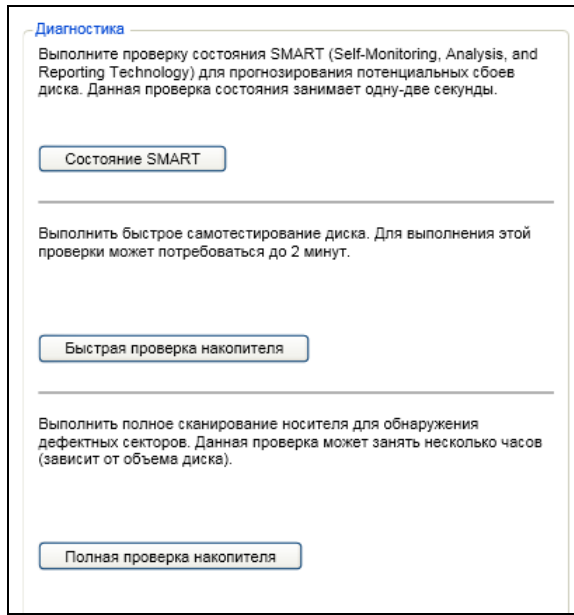 Диагностика
Выполните проверку состояния SMART (Self-Monitoring, Analysis, and
Reporting Technology) для прогнозирования потенциальных сбоев
диска. Данная проверка состояния занимает одну-две секунды.
Состояние SMART
Выполнить быстрое самотестирование диска. Для выполнения этой
проверки может потребоваться до 2 минут.
Быстрая проверка накопителя
Выполнить полное сканирование носителя для обнаружения
дефектных секторов. Данная проверка может занять несколько часов
(зависит от объема диска).
Полная проверка накопителя